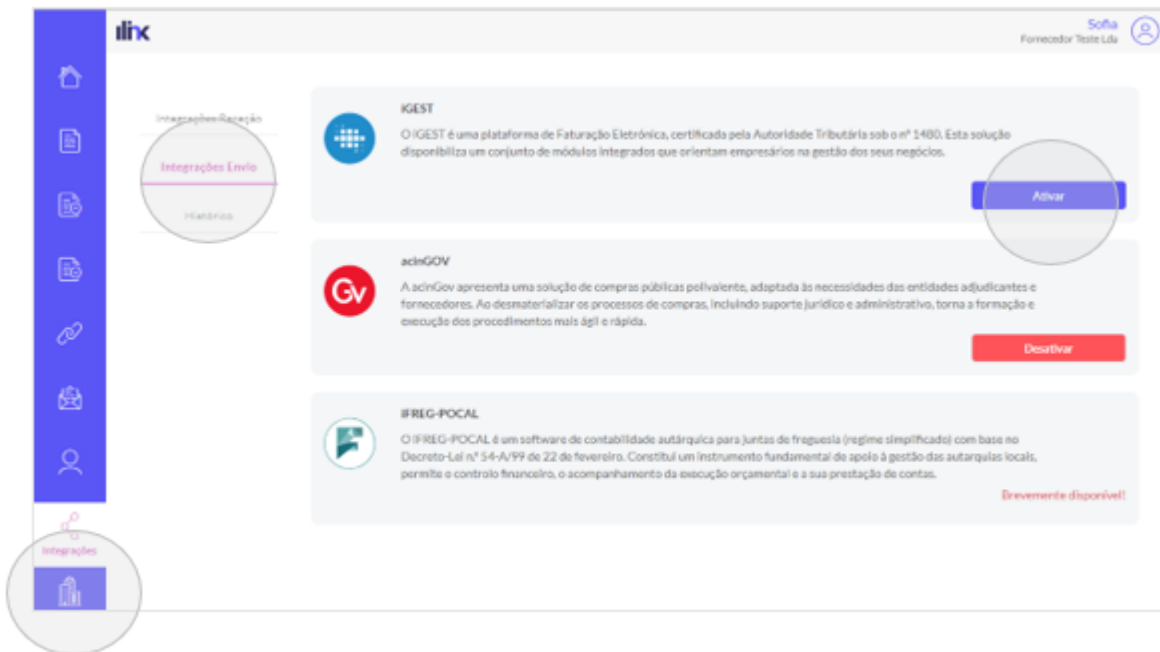 ilink
Sofia
Fornecedor Teste Lda
Integrações Receção
Integrações Envio
Histórico
iGEST
O iGEST é uma plataforma de Faturação Eletrónica, certificada pela Autoridade Tributária sob o nº 1480. Esta solução
disponibiliza um conjunto de módulos integrados que orientam empresários na gestão dos seus negócios.
Ativar
acinGOV
Gv
A acinGov apresenta uma solução de compras públicas polivalente, adaptada às necessidades das entidades adjudicantes e
fornecedores. Ao desmaterializar os processos de compras, incluindo suporte jurídico e administrativo, torna a formação e
execução dos procedimentos mais ágil e rápida.
Desativar
IFREG-POCAL
O IFREG-POCAL é um software de contabilidade autárquica para juntas de freguesia (regime simplificado) com base no
Decreto-Lei nº 54-A/99 de 22 de fevereiro. Constitui um instrumento fundamental de apoio à gestão das autarquias locais,
permite o controlo financeiro, o acompanhamento da execução orçamental e a sua prestação de contas.
Brevemente disponível!
Integrações